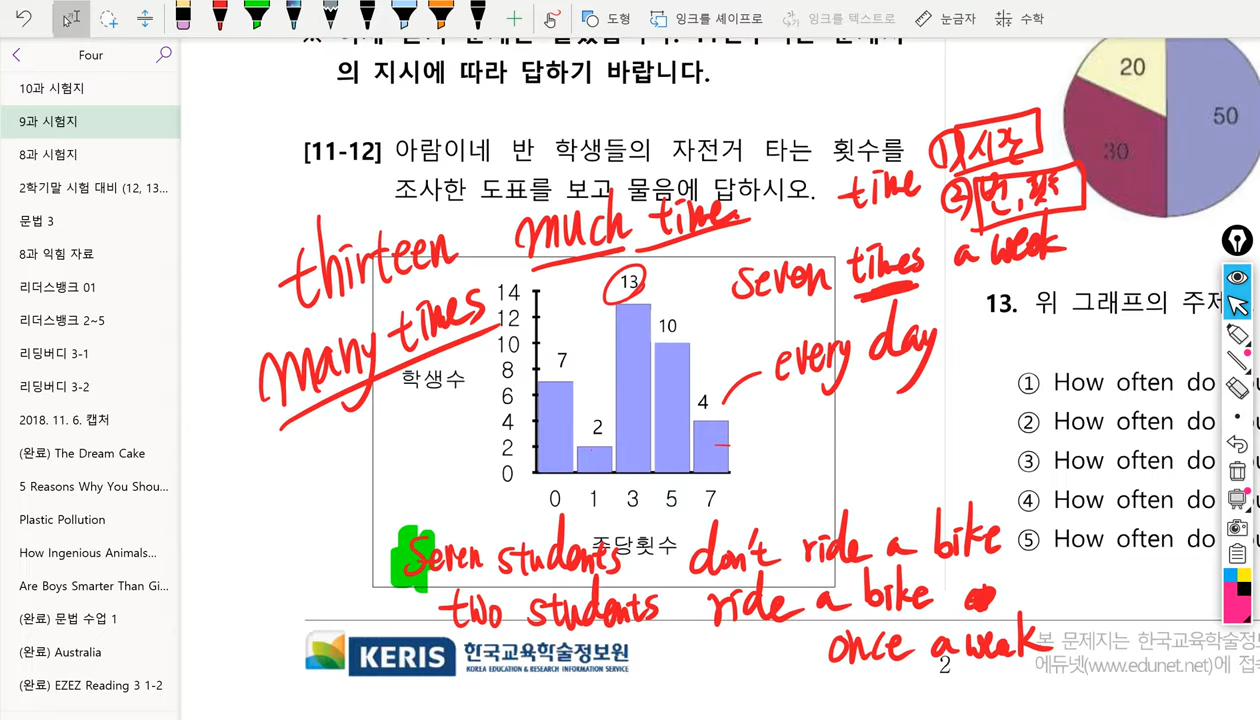 도형
잉크를 셰이프로
잉크를 텍스트로
눈금자
수학
Four
10과 시험지
9과 시험지
8과 시험지
2학기말 시험 대비 (12, 13...
문법 3
8과 익힘 자료
리더스뱅크 01
리더스뱅크 2~5
리딩버디 3-1
리딩버디 3-2
2018. 11. 6. 캡처
(완료) The Dream Cake
5 Reasons Why You Shou...
Plastic Pollution
How Ingenious Animals...
Are Boys Smarter Than Gi...
(완료) 문법 수업 1
(완료) Australia
(완료) EZEZ Reading 3 1-2
의 지시에 따라 답하기 바랍니다.
[11-12] 아람이네 반 학생들의 자전거 타는 횟수를
조사한 도표를 보고 물음에 답하시오.
time
① 시간
② 번, 횟수
thirteen
many times
much time
seven times a week
every day
학생수
14
12
10
8
6
4
2
0
7
2
13
10
4
0 1 3 5 7
주당횟수
Seven students don't ride a bike
two students ride a bike
once a week
KERIS 한국교육학술정보원
KOREA EDUCATION & RESEARCH INFORMATION SERVICE
2
20
50
30
13. 위 그래프의 주제
① How often do
② How often do
③ How often do
④ How often do
⑤ How often do
본 문제지는 한국교육학술정보
에듀넷(www.edunet.net)에 접속